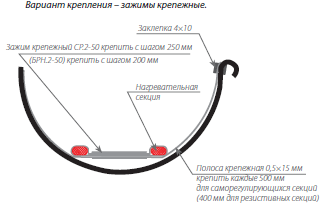 Вариант крепления – зажимы крепежные.
Заклепка 4×10
Зажим крепежный СР.2-50 крепить с шагом 250 мм
(БРН.2-50) крепить с шагом 200 мм
Нагревательная
секция
Полоса крепежная 0,5×15 мм
крепить каждые 500 мм
для саморегулирующихся секций
(400 мм для резистивных секций)